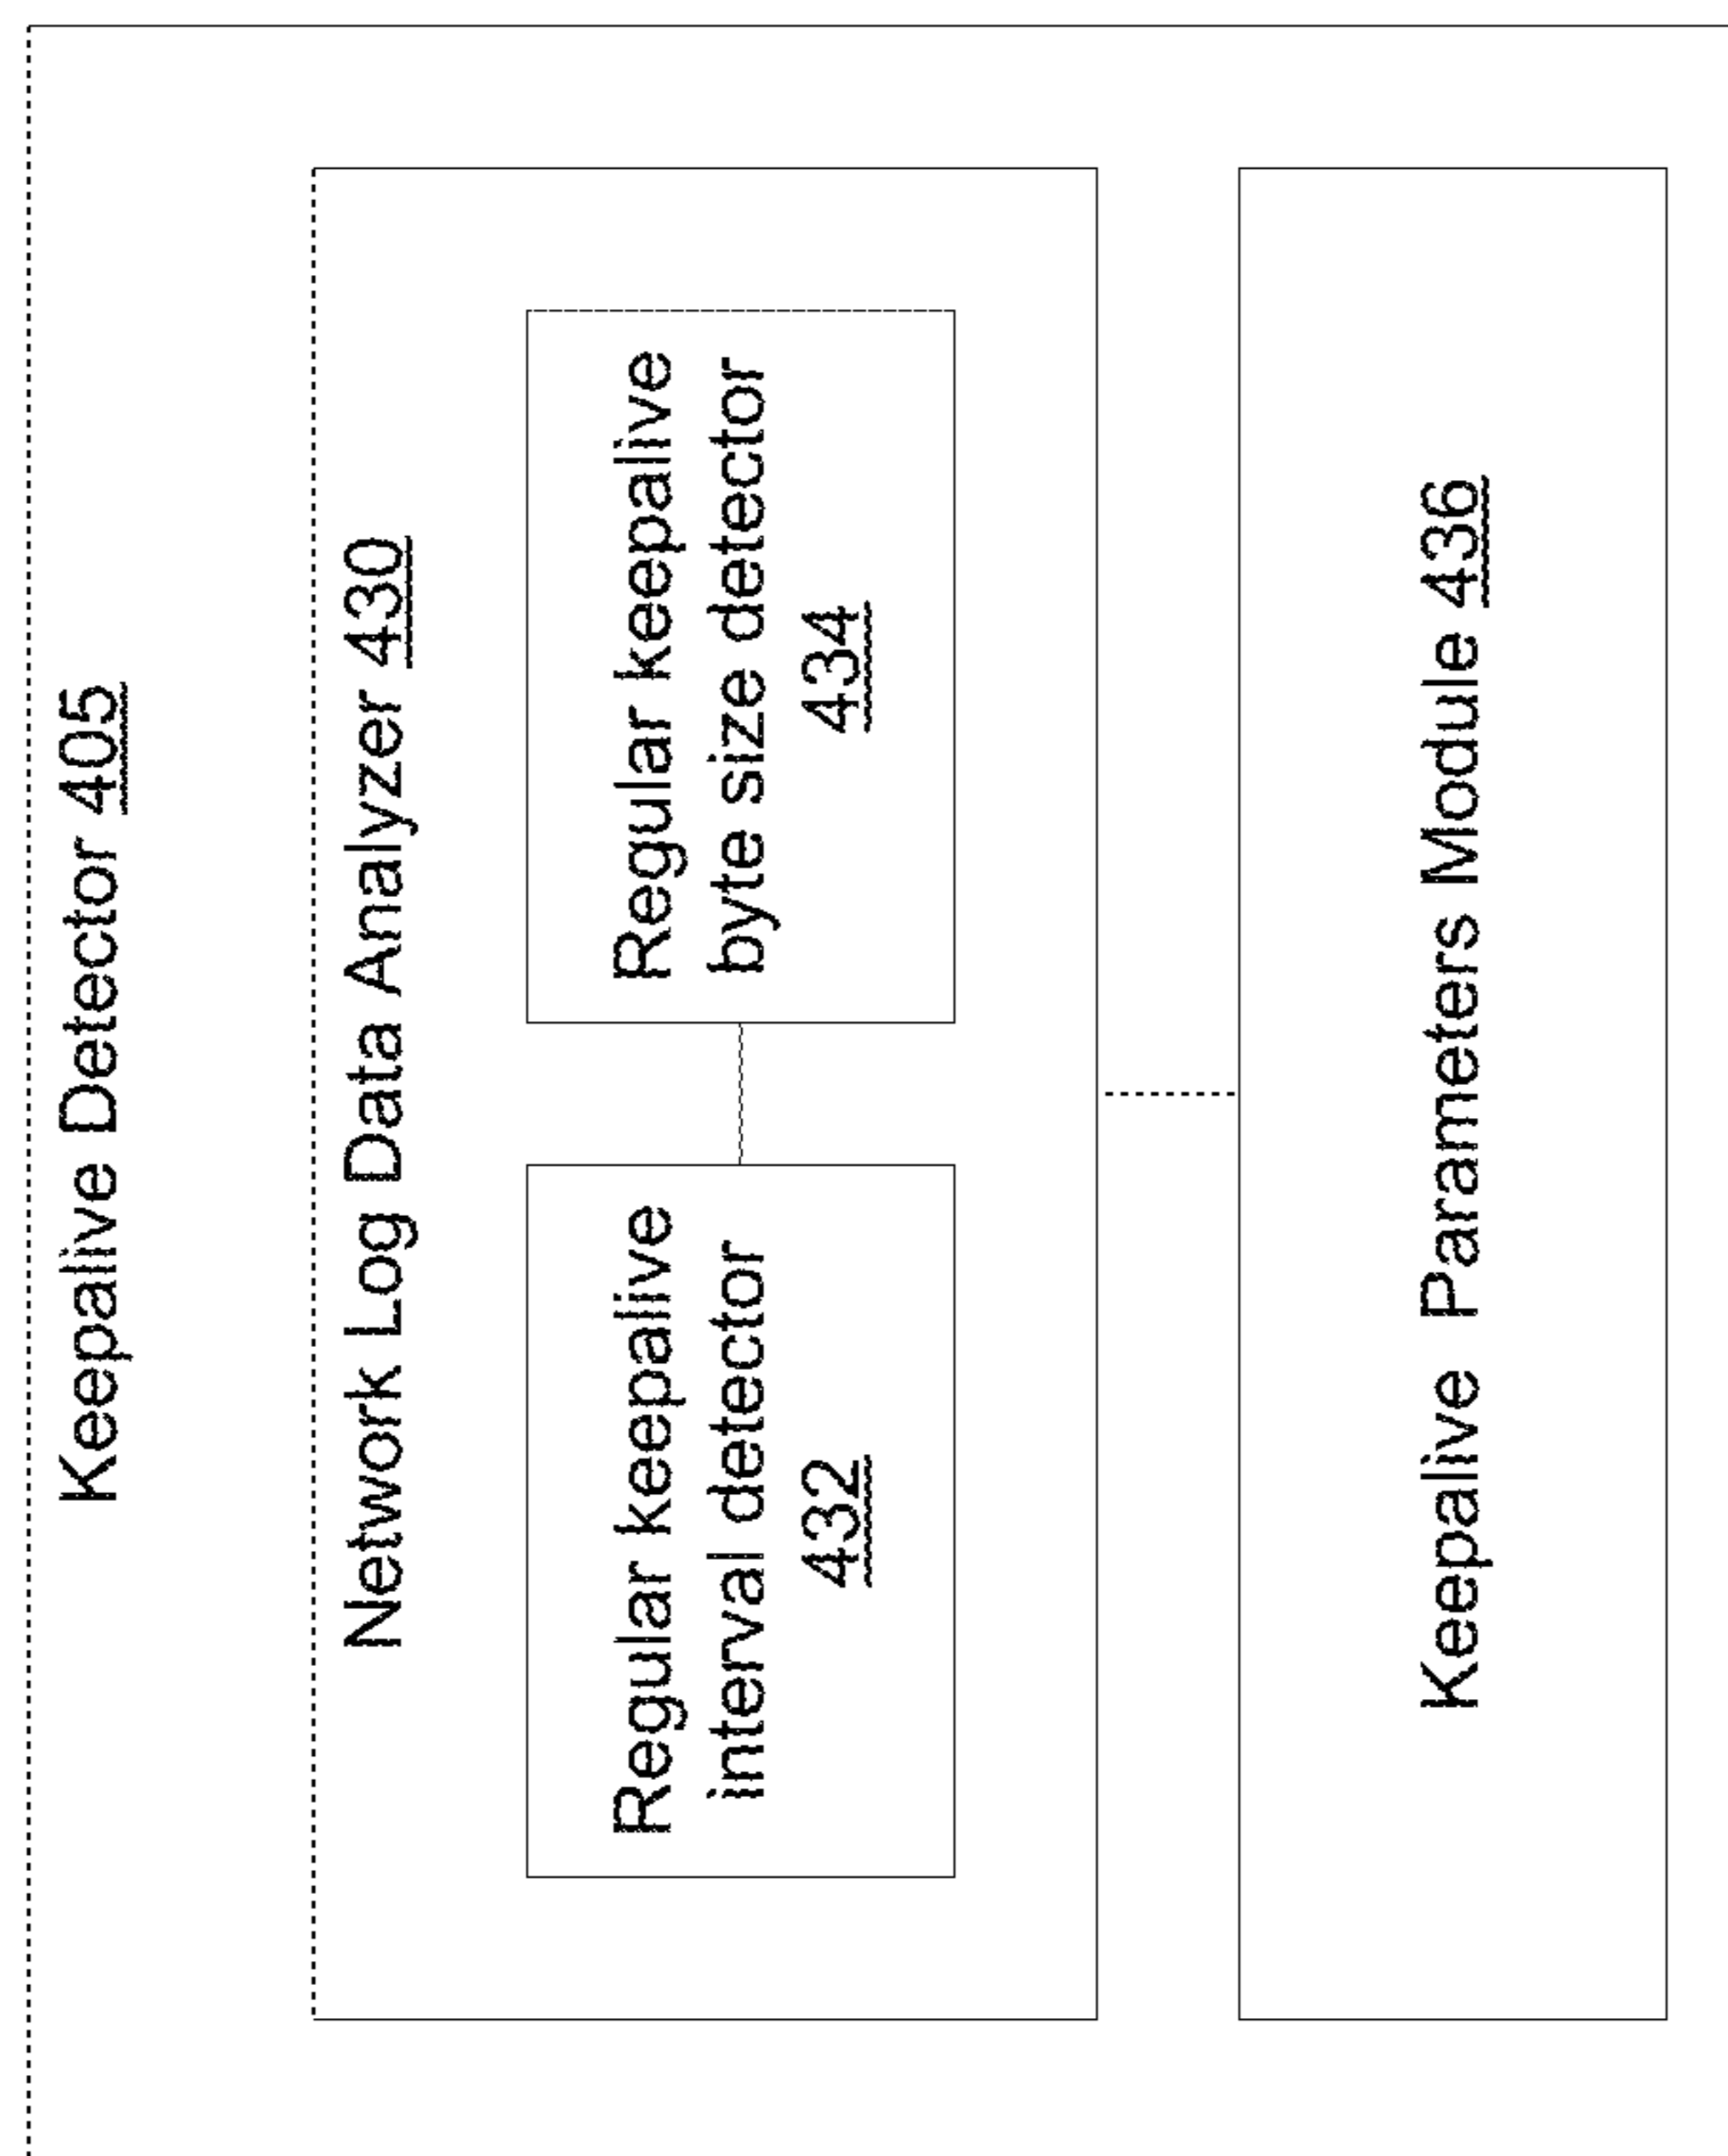 Keepalive Detector 405
Network Log Data Analyzer 430
Regular keepalive
interval detector
432
Regular keepalive
byte size detector
434
Keepalive Parameters Module 436